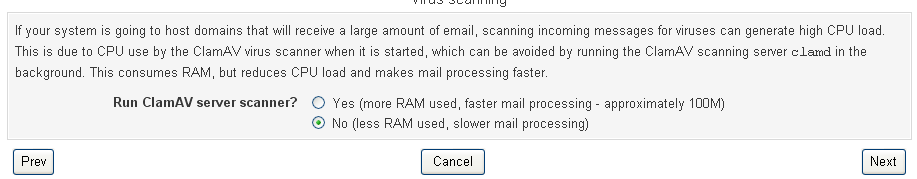 virus scanning
If your system is going to host domains that will receive a large amount of email, scanning incoming messages for viruses can generate high CPU load.
This is due to CPU use by the ClamAV virus scanner when it is started, which can be avoided by running the ClamAV scanning server clamd in the
background. This consumes RAM, but reduces CPU load and makes mail processing faster.
Run ClamAV server scanner? Yes (more RAM used, faster mail processing - approximately 100M)
No (less RAM used, slower mail processing)
Prev Cancel Next